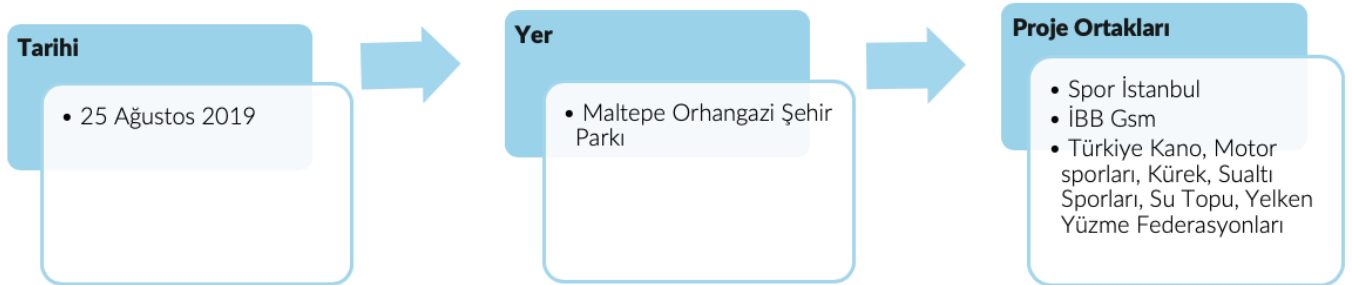 Tarihi
• 25 Ağustos 2019
Yer
• Maltepe Orhangazi Şehir
Parkı
Proje Ortakları
• Spor İstanbul
• İBB Gsm
• Türkiye Kano, Motor
sporları, Kürek, Sualtı
Sporları, Su Topu, Yelken
Yüzme Federasyonları